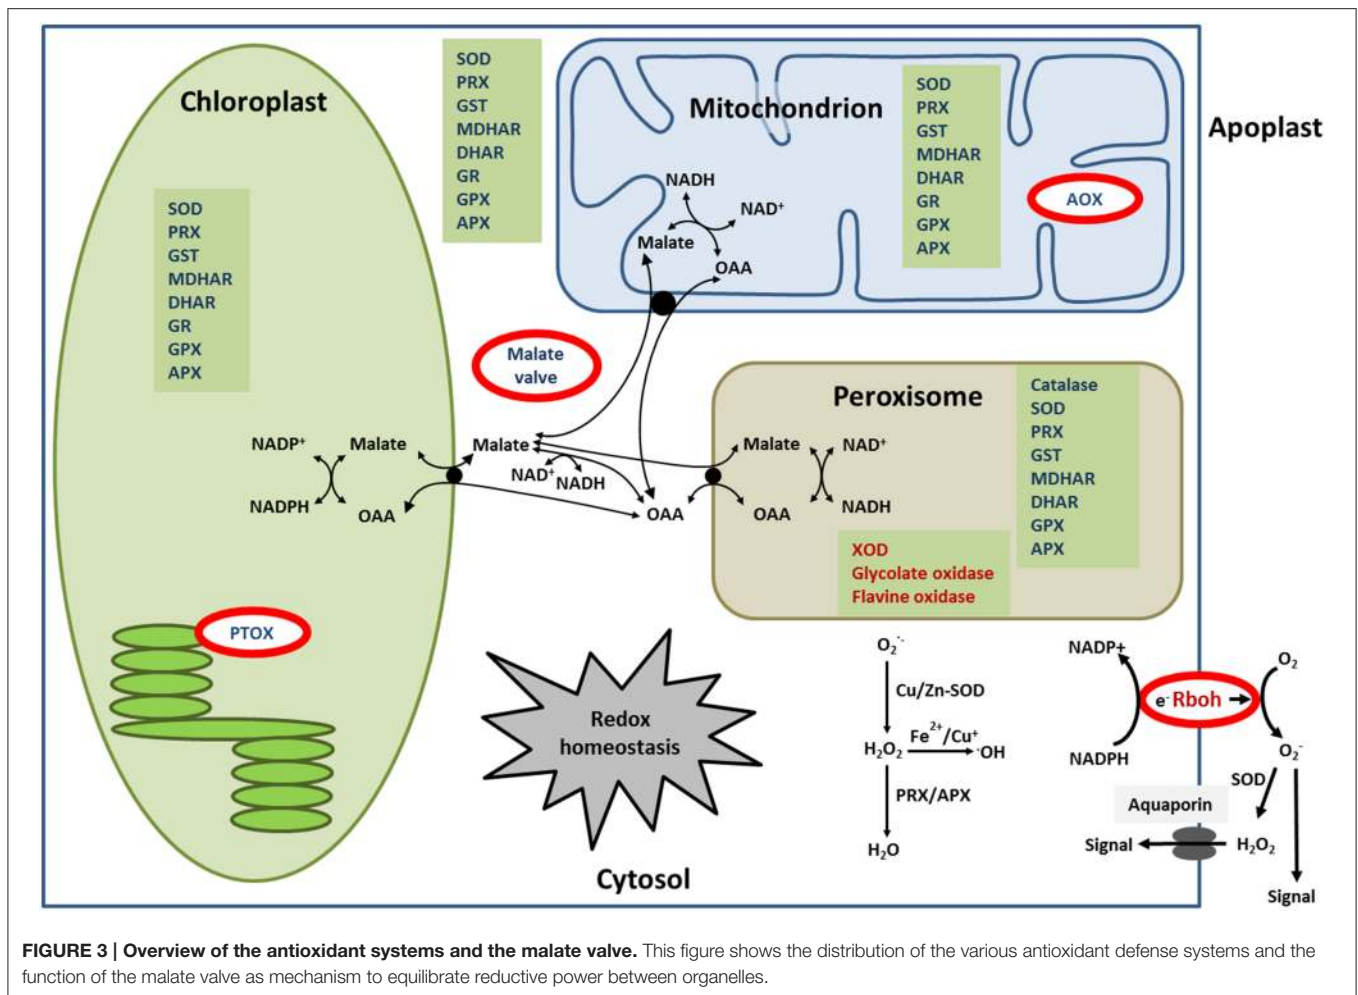 Chloroplast
SOD
PRX
GST
MDHAR
DHAR
GR
GPX
APX
NADP⁺
Malate
NADPH
OAA
PTOX
SOD
PRX
GST
MDHAR
DHAR
GR
GPX
APX
Malate
valve
Malate
NAD⁺
NADH
OAA
Mitochondrion
NADH
NAD⁺
Malate
OAA
SOD
PRX
GST
MDHAR
DHAR
GR
GPX
APX
AOX
Apoplast
Peroxisome
Malate
NAD⁺
OAA
NADH
Catalase
SOD
PRX
GST
MDHAR
DHAR
GPX
APX
XOD
Glycolate oxidase
Flavine oxidase
Redox
homeostasis
Cytosol
O₂˙⁻
Cu/Zn-SOD
H₂O₂
Fe²⁺/Cu⁺
˙OH
PRX/APX
H₂O
NADP+
O₂
e⁻ Rboh
NADPH
O₂⁻
SOD
Aquaporin
Signal
H₂O₂
Signal
FIGURE 3 | Overview of the antioxidant systems and the malate valve. This figure shows the distribution of the various antioxidant defense systems and the
function of the malate valve as mechanism to equilibrate reductive power between organelles.